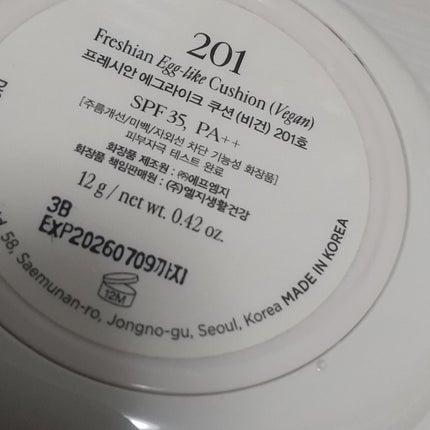 201
Freshian Egg-like Cushion (Vegan)
프레시안 에그라이크 쿠션 (비건) 201호
SPF 35, PA++
[주름개선/미백/자외선 차단 기능성 화장품]
피부자극 테스트 완료
화장품 제조원 : ㈜에프엠지
화장품 책임판매원 : (주)엘지생활건강
12 g / net wt. 0.42 oz.
3B
EXP20260709까지
12M
58, Saemunan-ro, Jongno-gu, Seoul, Korea MADE IN KOREA